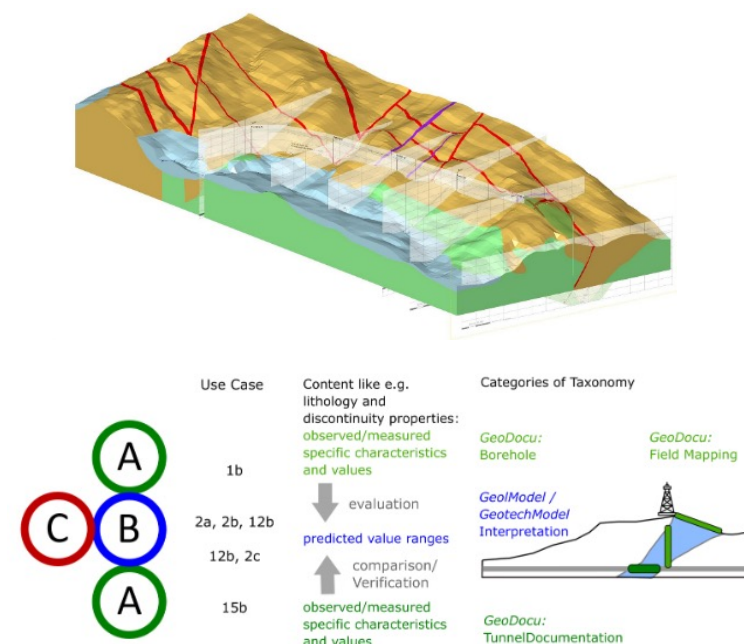 Use Case
Content like e.g.
lithology and
discontinuity properties:
observed/measured
specific characteristics
and values
Categories of Taxonomy
GeoDocu:
Borehole
GeoDocu:
Field Mapping
A
1b
evaluation
GeolModel /
GeotechModel
Interpretation
C
B
2a, 2b, 12b
predicted value ranges
12b, 2c
comparison/
Verification
A
15b
observed/measured
specific characteristics
and values
GeoDocu:
TunnelDocumentation